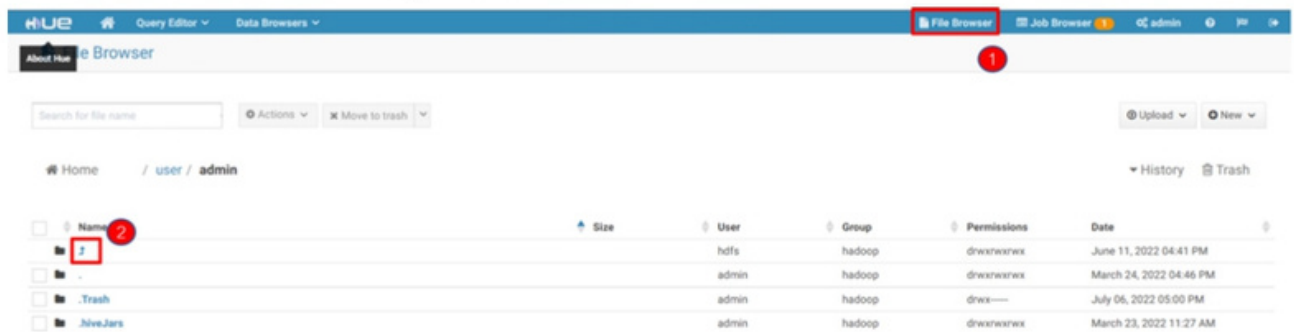 HUE Query Editor Data Browsers File Browser Job Browser 1 admin
About Hue le Browser 1
Search for file name Actions Move to trash Upload New
Home / user / admin History Trash
Name Size User Group Permissions Date
2
hdfs hadoop drwxrwxrwx June 11, 2022 04:41 PM
. admin hadoop drwxrwxrwx March 24, 2022 04:46 PM
.Trash admin hadoop drwx------ July 06, 2022 05:00 PM
.hiveJars admin hadoop drwxrwxrwx March 23, 2022 11:27 AM